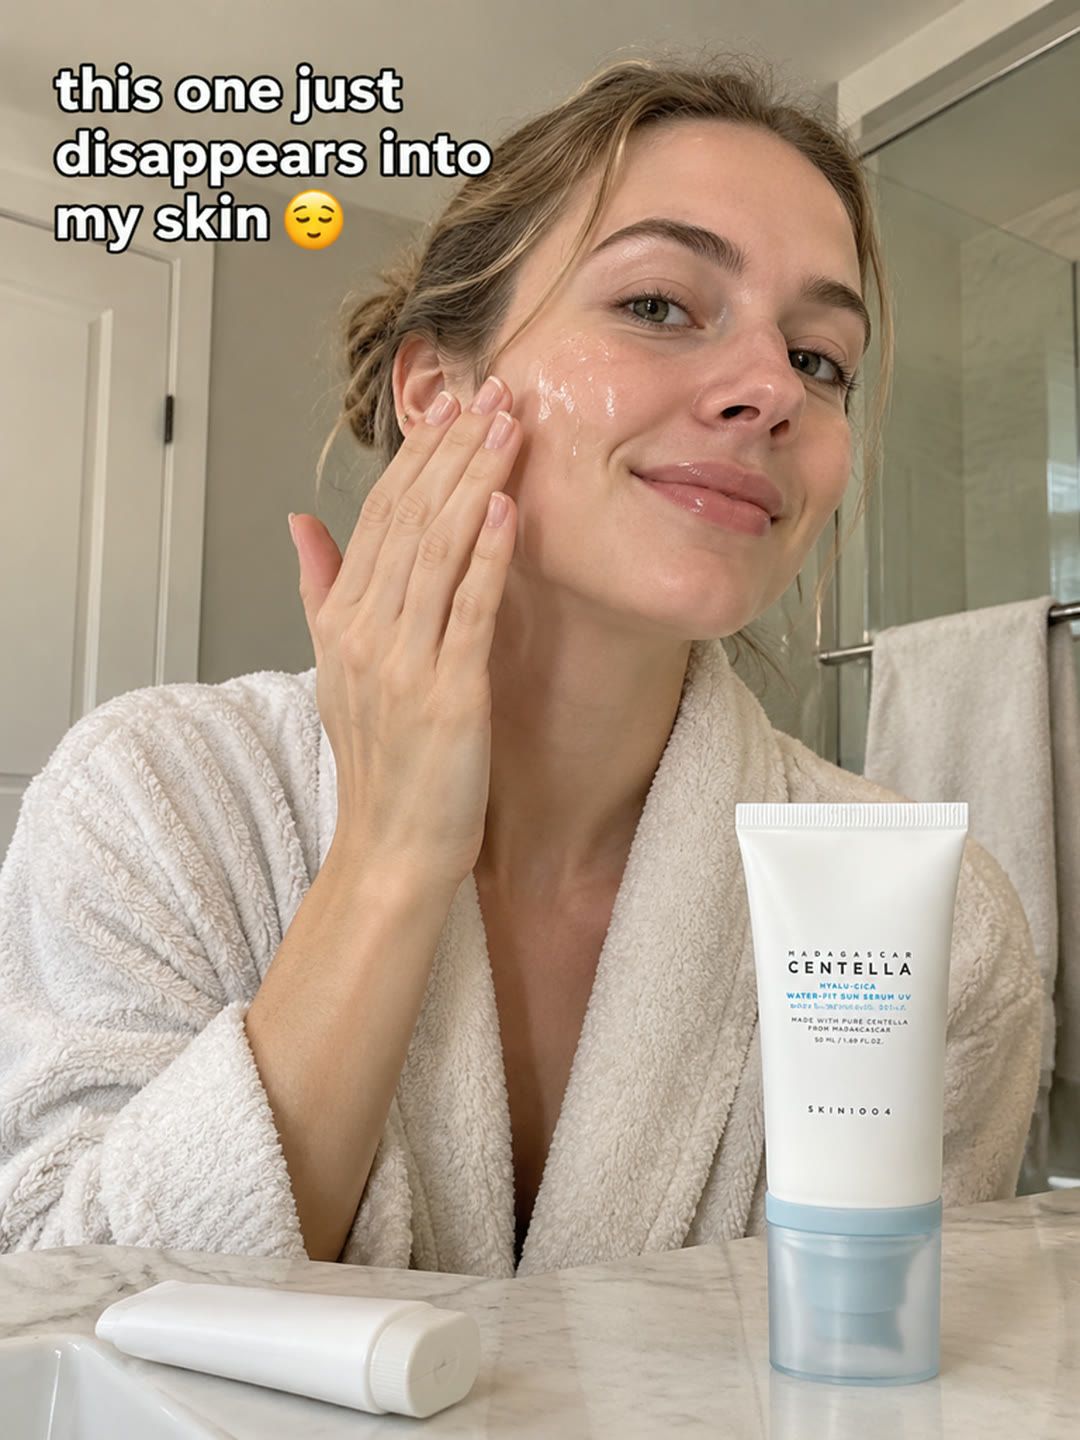 this one just
disappears into
my skin 😌
MADAGASCAR
CENTELLA
HYALU-CICA
WATER-FIT SUN SERUM UV
MADE WITH PURE CENTELLA
FROM MADAGASCAR
50 ML / 1.69 FL.OZ.
SKIN1004